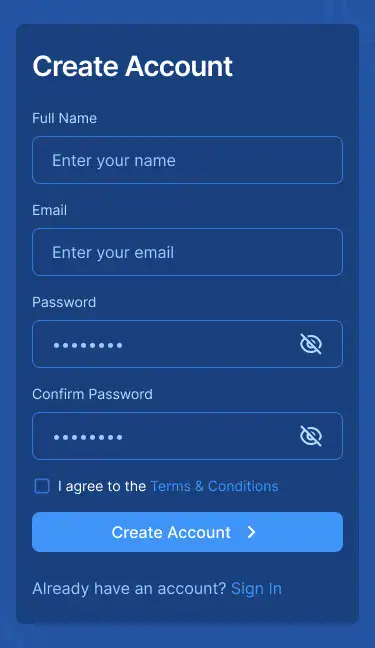 Create Account
Full Name
Enter your name
Email
Enter your email
Password
••••••••
Confirm Password
••••••••
I agree to the Terms & Conditions
Create Account
Already have an account? Sign In